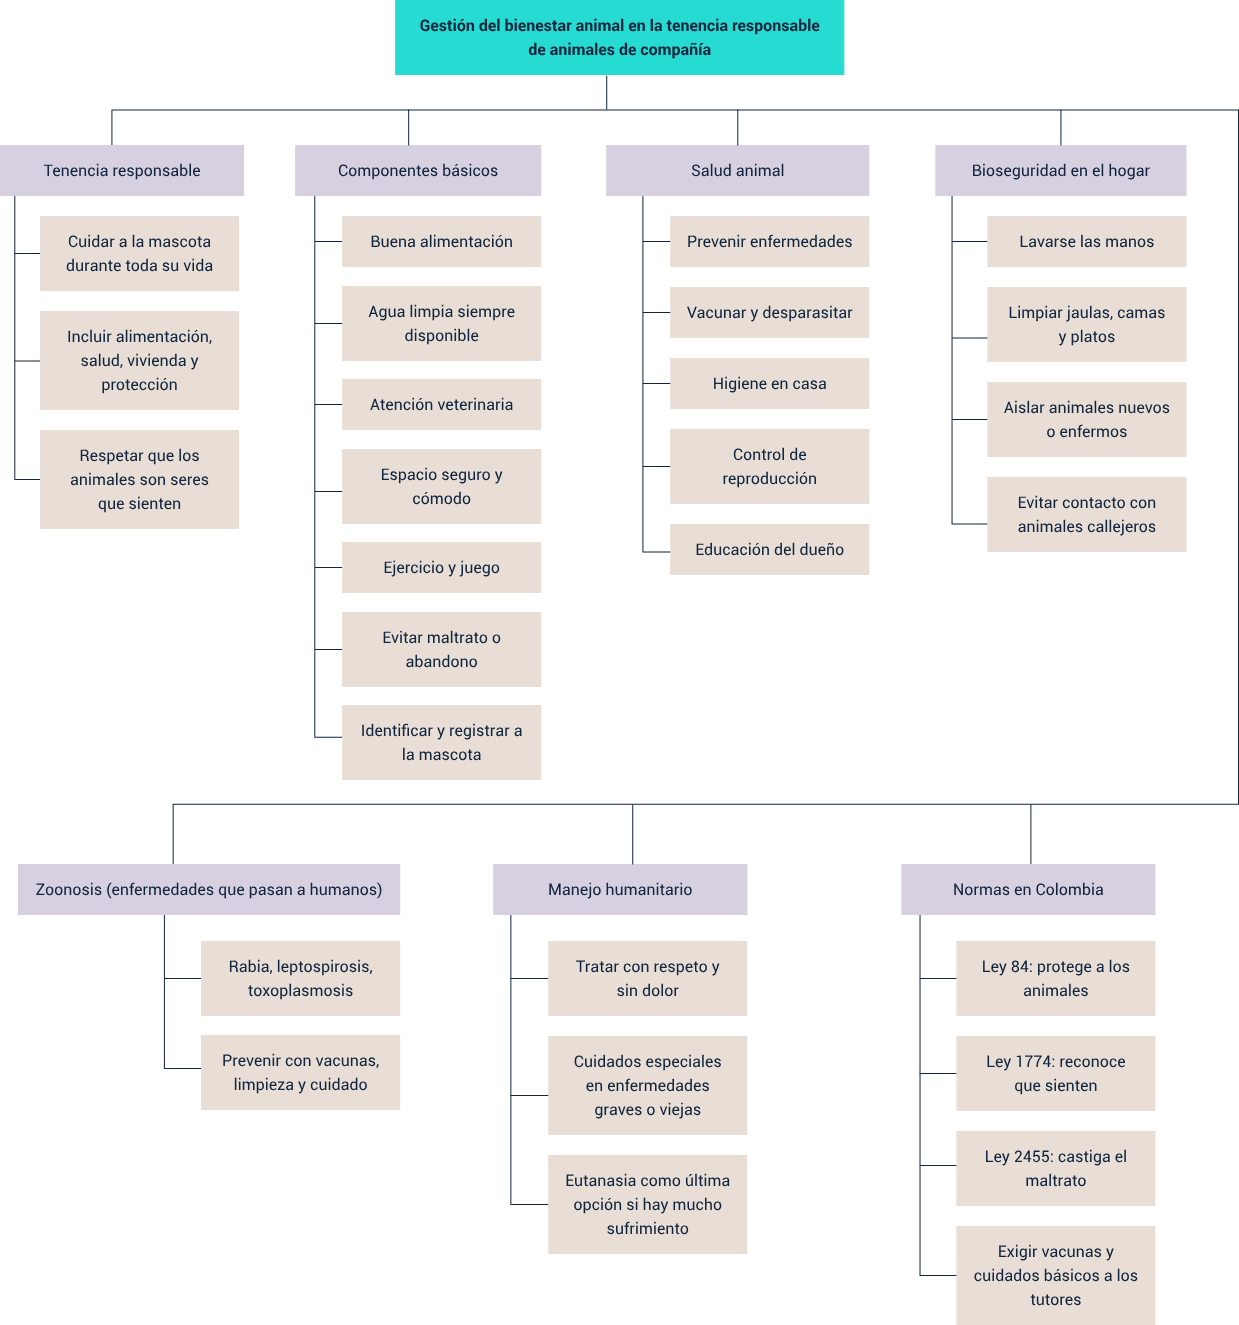 Gestión del bienestar animal en la tenencia responsable
de animales de compañía
Tenencia responsable
Cuidar a la mascota
durante toda su vida
Incluir alimentación,
salud, vivienda y
protección
Respetar que los
animales son seres
que sienten
Componentes básicos
Buena alimentación
Agua limpia siempre
disponible
Atención veterinaria
Espacio seguro y
cómodo
Ejercicio y juego
Evitar maltrato o
abandono
Identificar y registrar a
la mascota
Salud animal
Prevenir enfermedades
Vacunar y desparasitar
Higiene en casa
Control de
reproducción
Educación del dueño
Bioseguridad en el hogar
Lavarse las manos
Limpiar jaulas, camas
y platos
Aislar animales nuevos
o enfermos
Evitar contacto con
animales callejeros
Zoonosis (enfermedades que pasan a humanos)
Rabia, leptospirosis,
toxoplasmosis
Prevenir con vacunas,
limpieza y cuidado
Manejo humanitario
Tratar con respeto y
sin dolor
Cuidados especiales
en enfermedades
graves o viejas
Eutanasia como última
opción si hay mucho
sufrimiento
Normas en Colombia
Ley 84: protege a los
animales
Ley 1774: reconoce
que sienten
Ley 2455: castiga el
maltrato
Exigir vacunas y
cuidados básicos a los
tutores